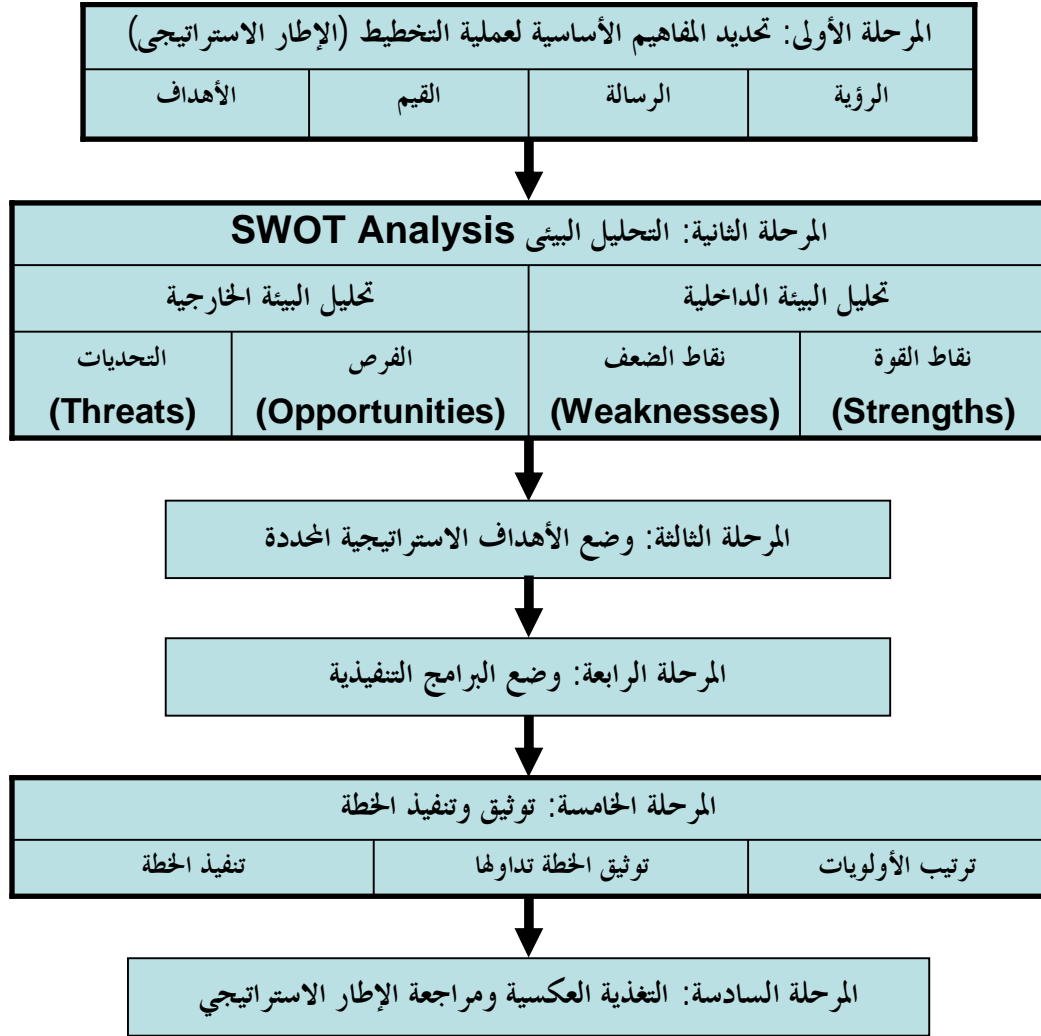 المرحلة الأولى: تحديد المفاهيم الأساسية لعملية التخطيط (الإطار الاستراتيجى)
الرؤية
الرسالة
القيم
الأهداف
المرحلة الثانية: التحليل البيئى SWOT Analysis
تحليل البيئة الداخلية
تحليل البيئة الخارجية
نقاط القوة
(Strengths)
نقاط الضعف
(Weaknesses)
الفرص
(Opportunities)
التحديات
(Threats)
المرحلة الثالثة: وضع الأهداف الاستراتيجية المحددة
المرحلة الرابعة: وضع البرامج التنفيذية
المرحلة الخامسة: توثيق وتنفيذ الخطة
ترتيب الأولويات
توثيق الخطة تداولها
تنفيذ الخطة
المرحلة السادسة: التغذية العكسية ومراجعة الإطار الاستراتيجي